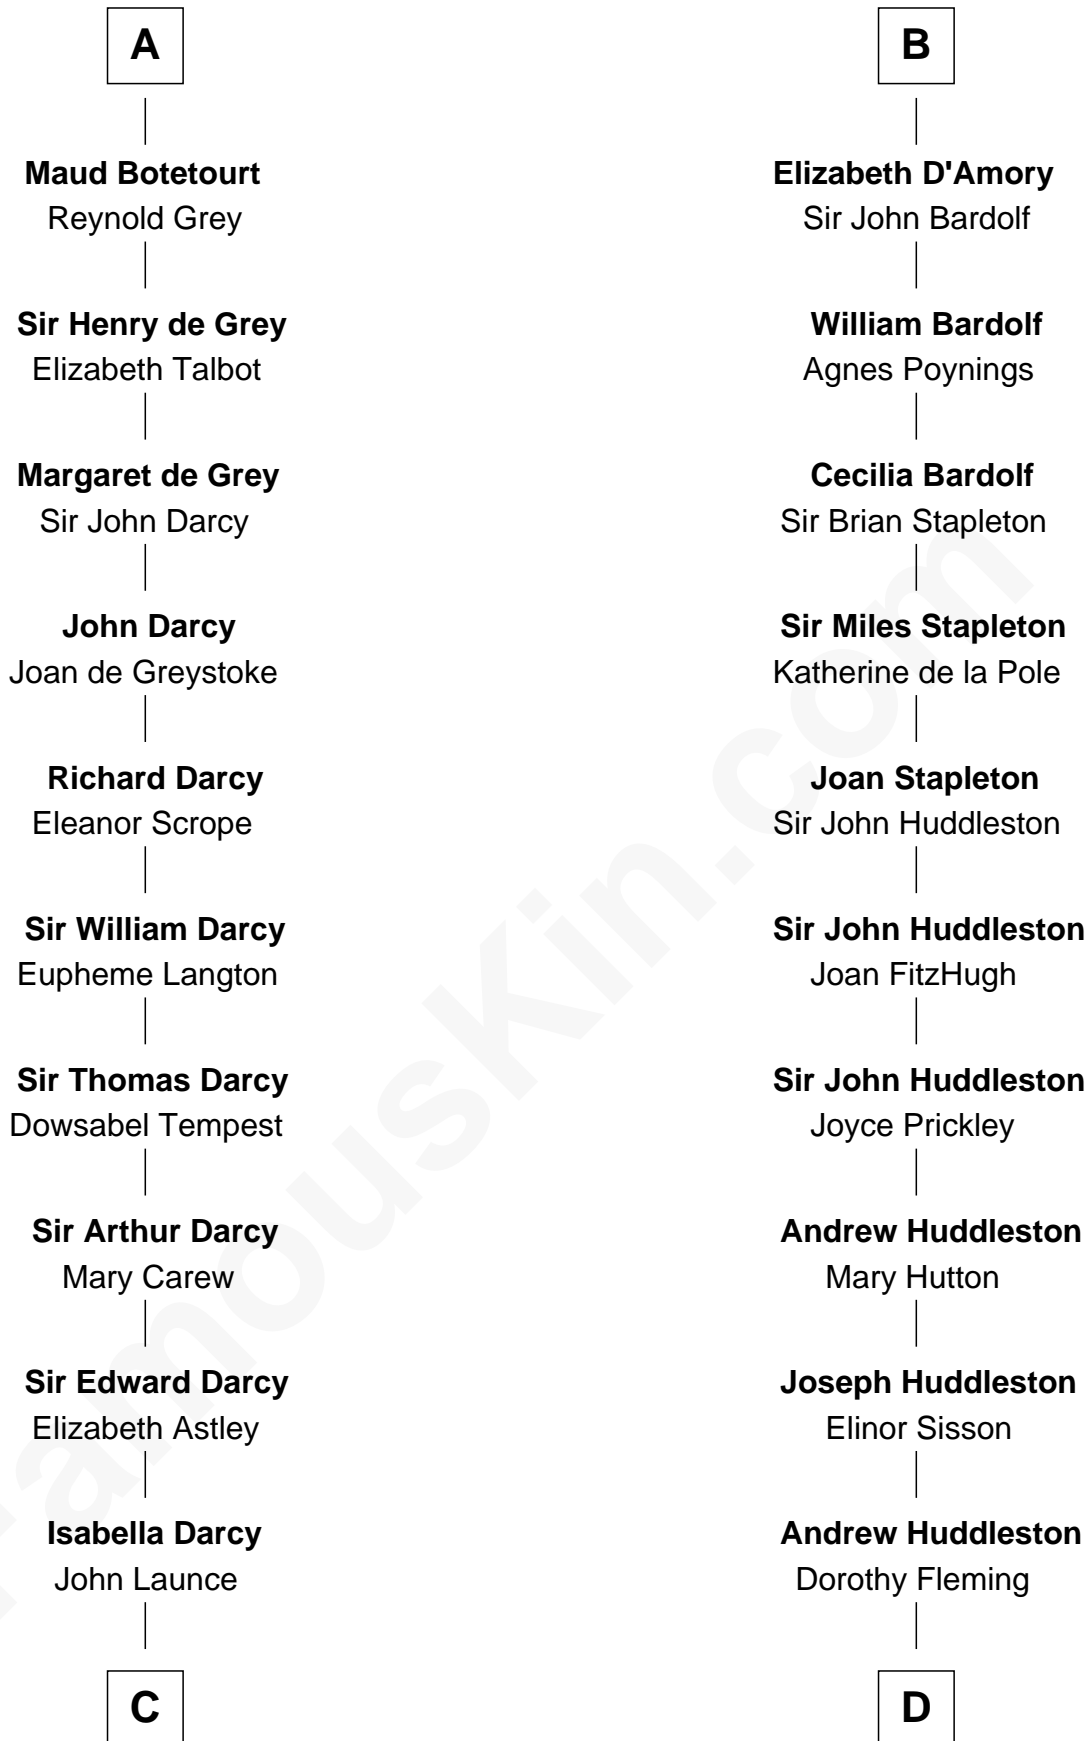 A
Maud Botetourt
Reynold Grey
Sir Henry de Grey
Elizabeth Talbot
Margaret de Grey
Sir John Darcy
John Darcy
Joan de Greystoke
Richard Darcy
Eleanor Scrope
Sir William Darcy
Eupheme Langton
Sir Thomas Darcy
Dowsabel Tempest
Sir Arthur Darcy
Mary Carew
Sir Edward Darcy
Elizabeth Astley
Isabella Darcy
John Launce
C
B
Elizabeth D'Amory
Sir John Bardolf
William Bardolf
Agnes Poynings
Cecilia Bardolf
Sir Brian Stapleton
Sir Miles Stapleton
Katherine de la Pole
Joan Stapleton
Sir John Huddleston
Sir John Huddleston
Joan FitzHugh
Sir John Huddleston
Joyce Prickley
Andrew Huddleston
Mary Hutton
Joseph Huddleston
Elinor Sisson
Andrew Huddleston
Dorothy Fleming
D
FamousKin.com